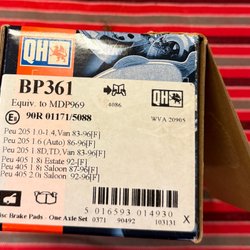 QH
BP361
Equiv. to MDP969
4086
QH
E 90R 01171/5088
WVA 20905
Peu 205 1.0-1.4,Van 83-96[F]
Peu 205 1.6 (Auto) 86-96[F]
Peu 205 1.8D,TD,Van 83-96[F]
Peu 405 1.8i Estate 92-[F]
Peu 405 1.8i Saloon 87-96[F]
Peu 405 2.0i Saloon 92-96[F]
5 016593 014930
Disc Brake Pads One Axle Set 0371 90492 103131 X